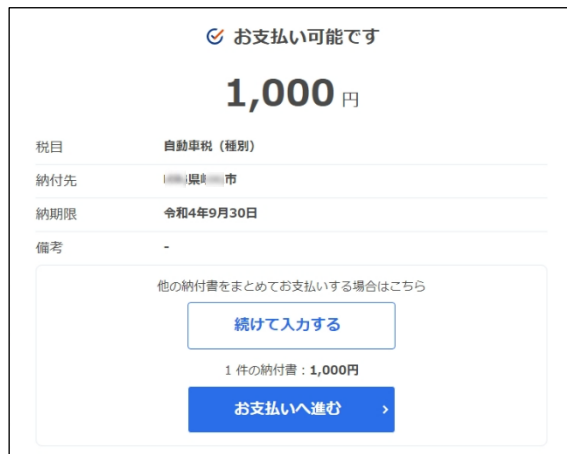 お支払い可能です
1,000 円
税目 自動車税（種別）
納付先 県 市
納期限 令和4年9月30日
備考 -
他の納付書をまとめてお支払いする場合はこちら
続けて入力する
1 件の納付書：1,000円
お支払いへ進む